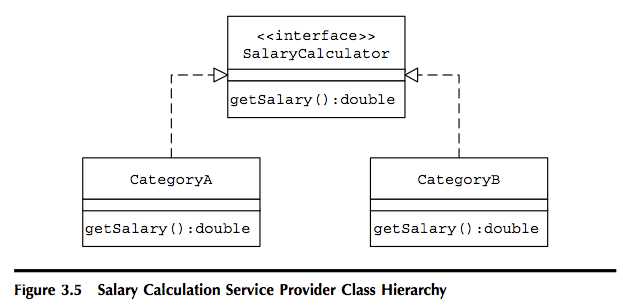 <<interface>>
SalaryCalculator
getSalary():double
CategoryA
getSalary():double
CategoryB
getSalary():double
Figure 3.5 Salary Calculation Service Provider Class Hierarchy